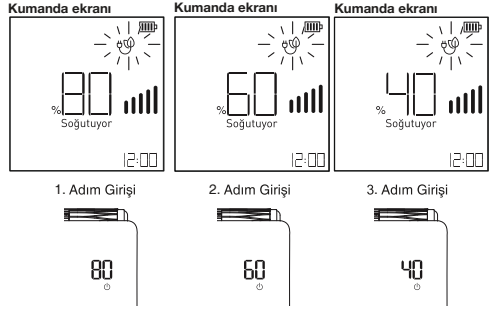 Kumanda ekranı Kumanda ekranı Kumanda ekranı
%80 %60 %40
Soğutuyor Soğutuyor Soğutuyor
12:00 12:00 12:00
1. Adım Girişi 2. Adım Girişi 3. Adım Girişi
80 60 40